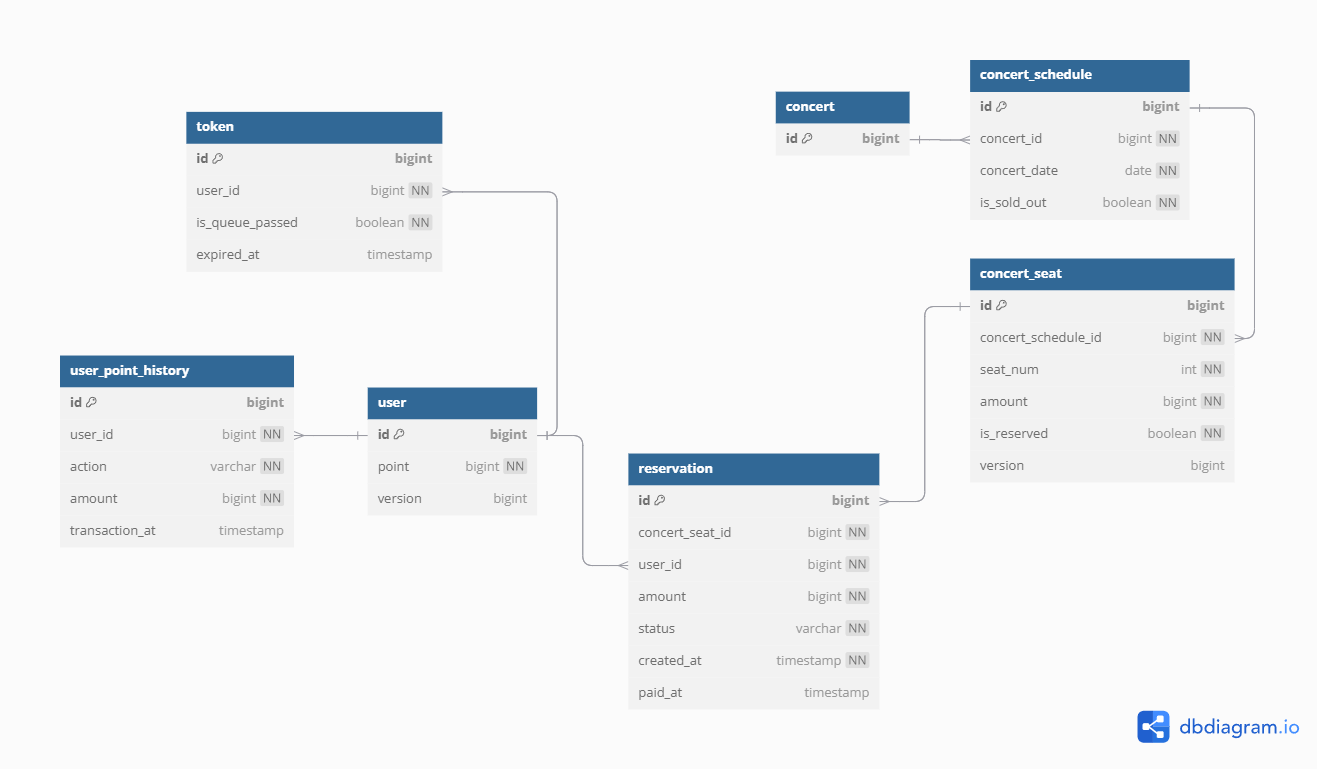 token
id bigint
user_id bigint NN
is_queue_passed boolean NN
expired_at timestamp
concert
id bigint
concert_schedule
id bigint
concert_id bigint NN
concert_date date NN
is_sold_out boolean NN
concert_seat
id bigint
concert_schedule_id bigint NN
seat_num int NN
amount bigint NN
is_reserved boolean NN
version bigint
user_point_history
id bigint
user_id bigint NN
action varchar NN
amount bigint NN
transaction_at timestamp
user
id bigint
point bigint NN
version bigint
reservation
id bigint
concert_seat_id bigint NN
user_id bigint NN
amount bigint NN
status varchar NN
created_at timestamp NN
paid_at timestamp
dbdiagram.io